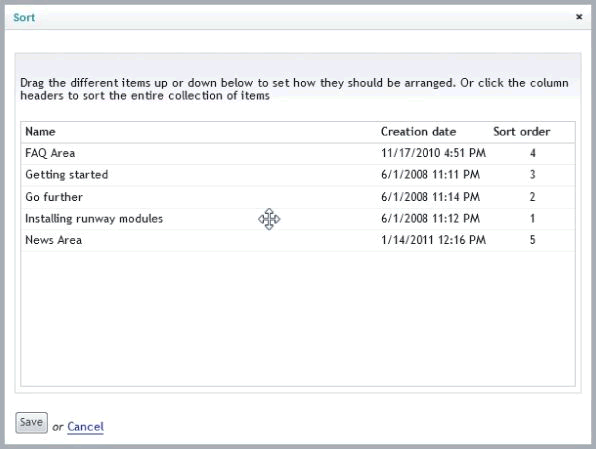 Sort
Drag the different items up or down below to set how they should be arranged. Or click the column
headers to sort the entire collection of items
Name Creation date Sort order
FAQ Area 11/17/2010 4:51 PM 4
Getting started 6/1/2008 11:11 PM 3
Go further 6/1/2008 11:14 PM 2
Installing runway modules 6/1/2008 11:12 PM 1
News Area 1/14/2011 12:16 PM 5
Save or Cancel